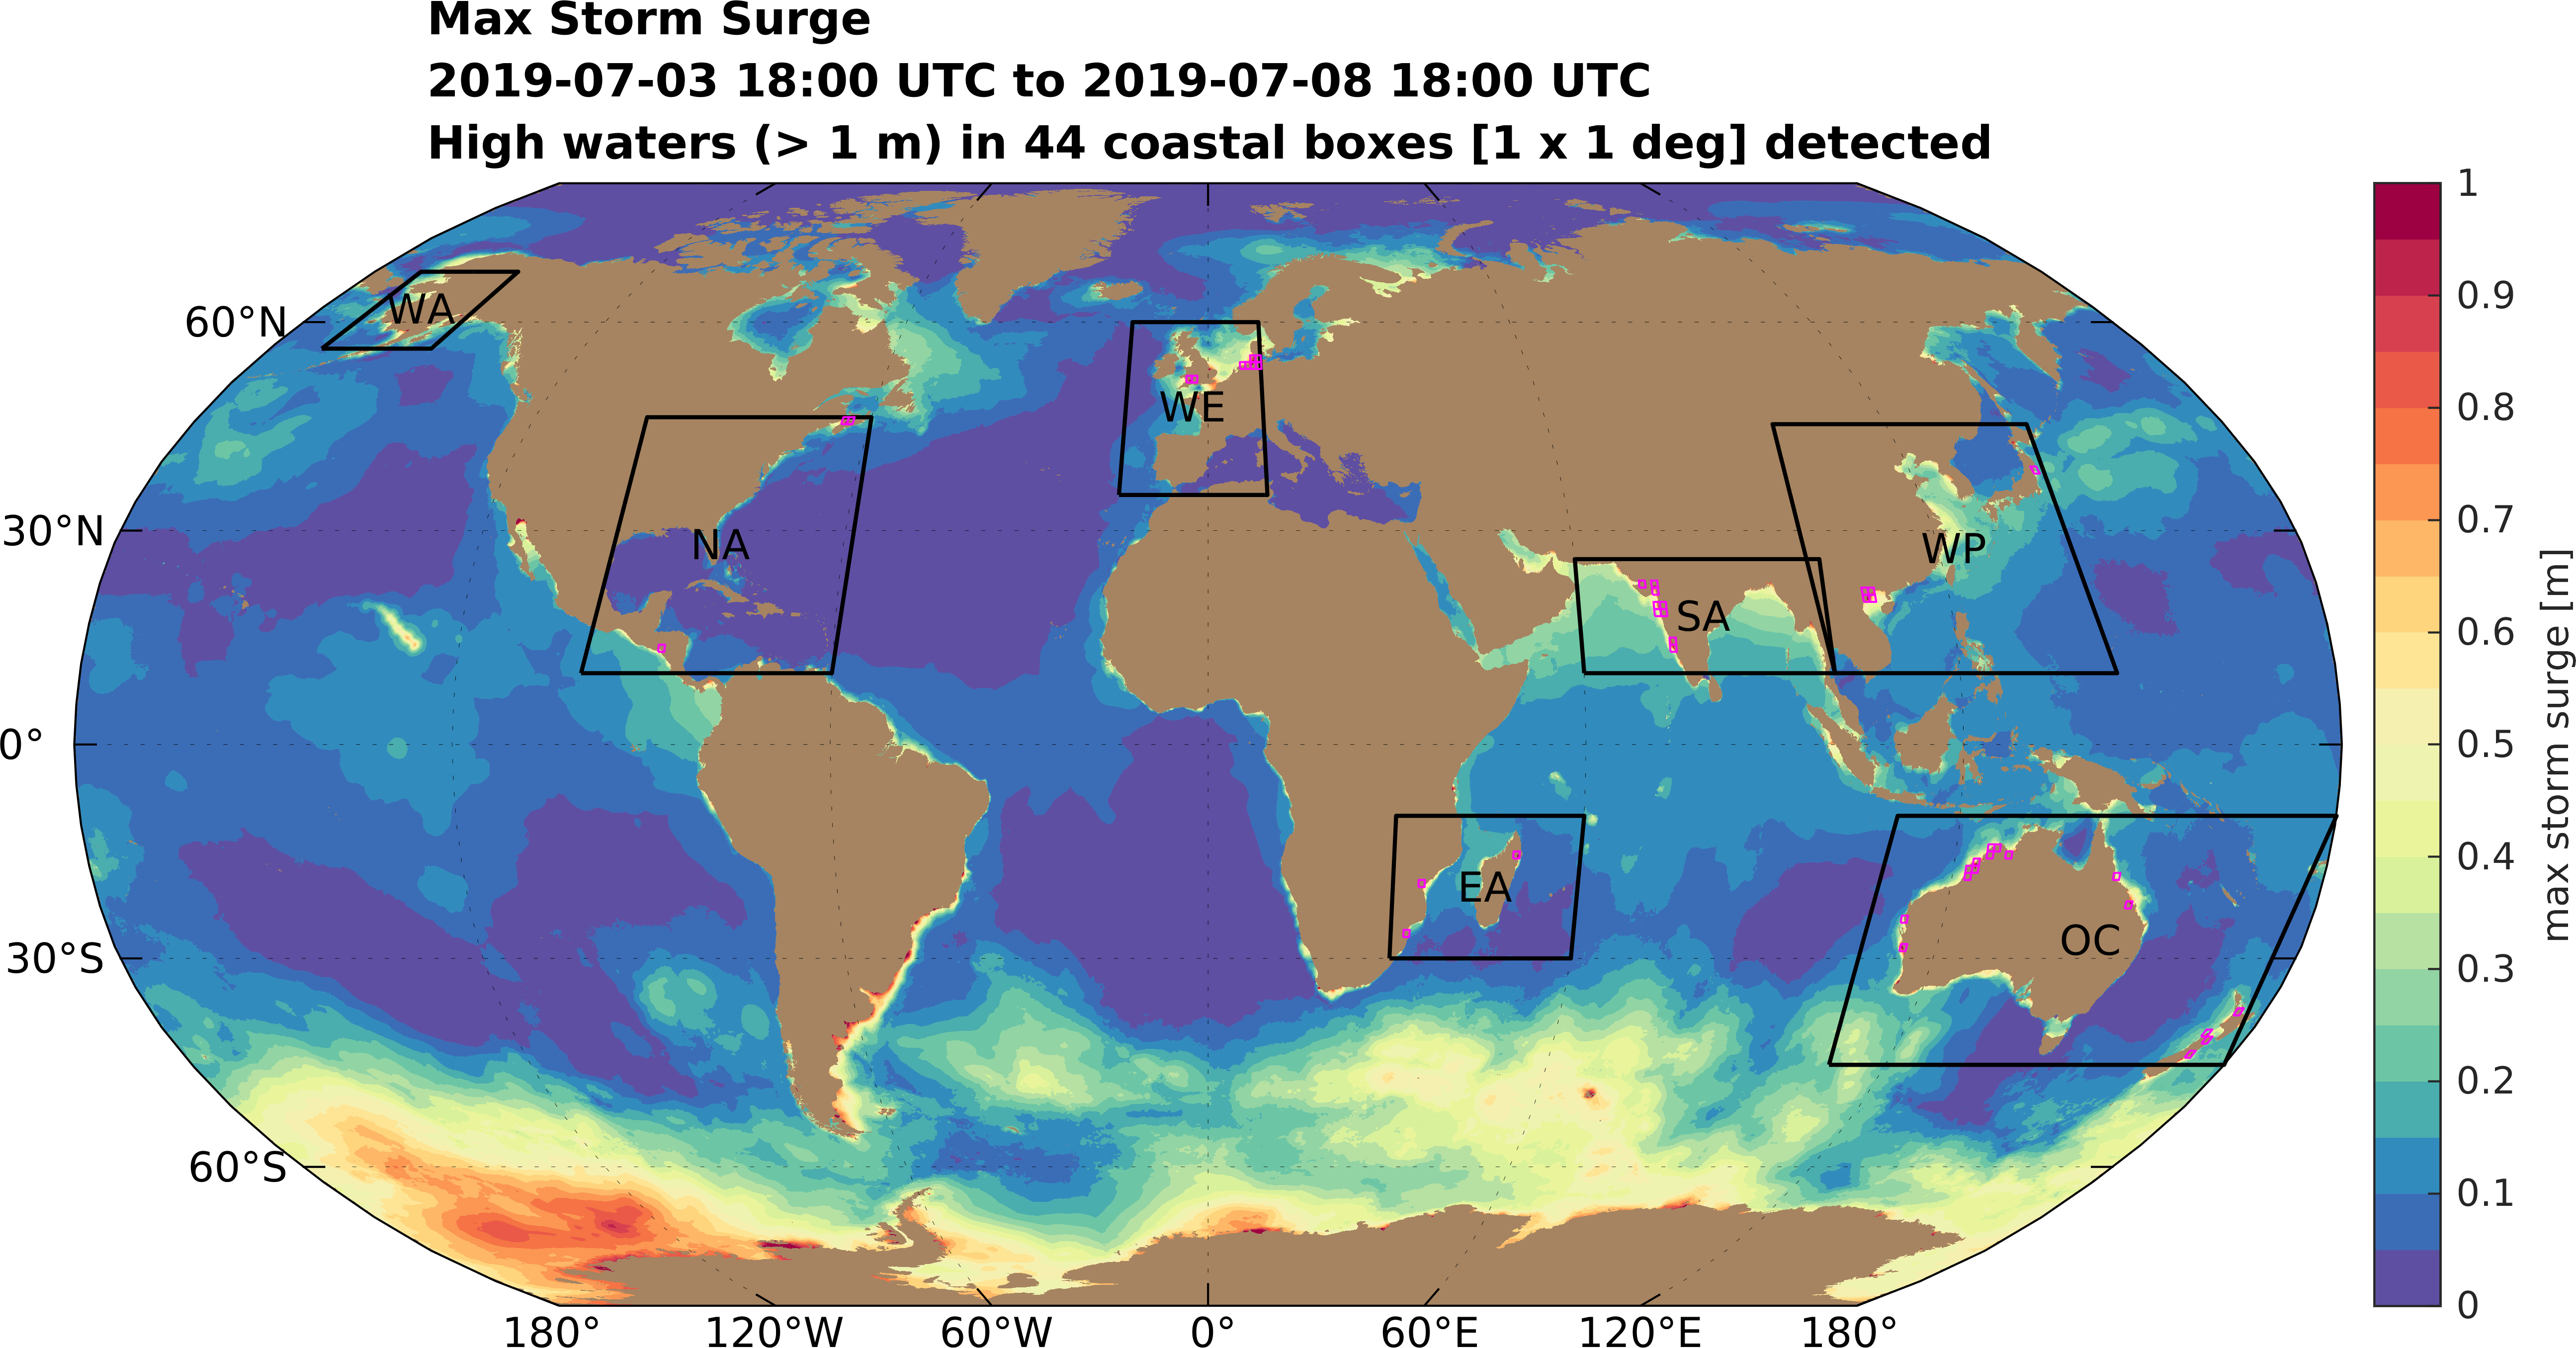 Max Storm Surge
2019-07-03 18:00 UTC to 2019-07-08 18:00 UTC
High waters (> 1 m) in 44 coastal boxes [1 x 1 deg] detected
1
0.9
0.8
0.7
0.6
0.5
0.4
0.3
0.2
0.1
0
max storm surge [m]
60°N
30°N
0°
30°S
60°S
WA
WE
NA
WP
SA
EA
OC
180°
120°W
60°W
0°
60°E
120°E
180°